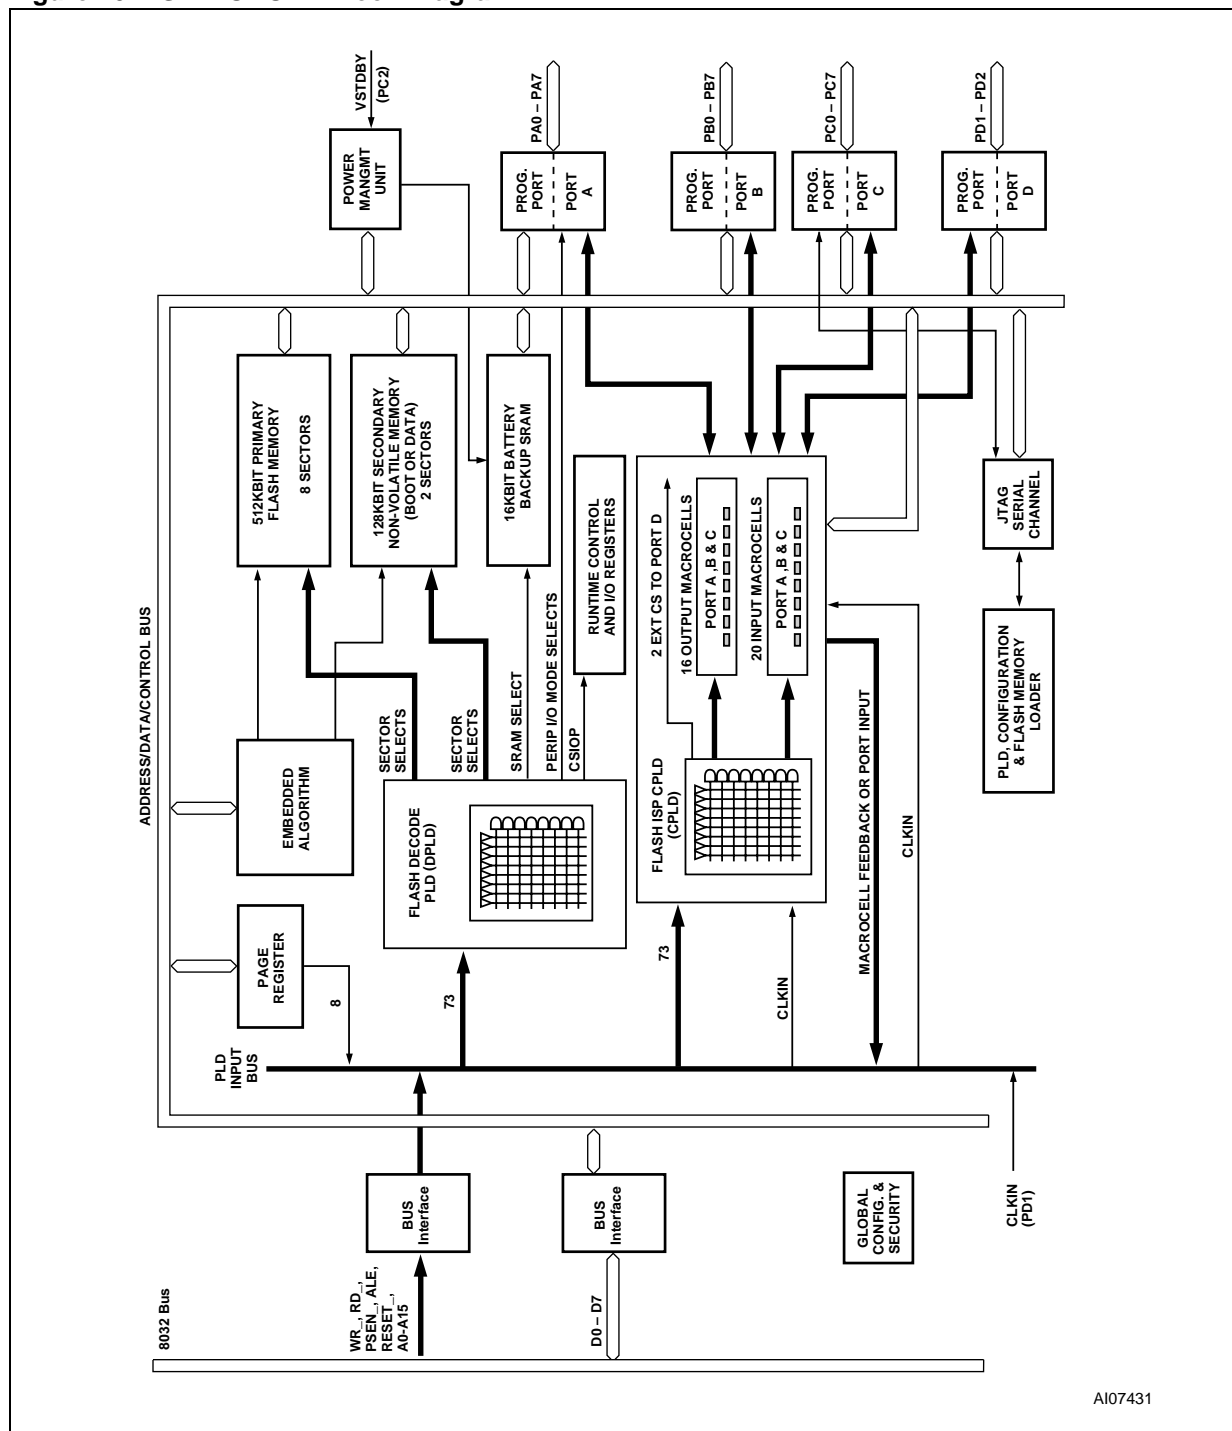 VSTDBY
(PC2)
PA0 – PA7
PB0 – PB7
PC0 – PC7
PD1 – PD2
POWER
MANGMT
UNIT
PROG.
PORT
PORT
A
PROG.
PORT
PORT
B
PROG.
PORT
PORT
C
PROG.
PORT
PORT
D
ADDRESS/DATA/CONTROL BUS
512KBIT PRIMARY
FLASH MEMORY
8 SECTORS
128KBIT SECONDARY
NON-VOLATILE MEMORY
(BOOT OR DATA)
2 SECTORS
16KBIT BATTERY
BACKUP SRAM
RUNTIME CONTROL
AND I/O REGISTERS
2 EXT CS TO PORT D
16 OUTPUT MACROCELLS
PORT A ,B & C
20 INPUT MACROCELLS
PORT A ,B & C
JTAG
SERIAL
CHANNEL
EMBEDDED
ALGORITHM
SECTOR
SELECTS
SECTOR
SELECTS
SRAM SELECT
PERIP I/O MODE SELECTS
CSIOP
FLASH DECODE
PLD (DPLD)
FLASH ISP CPLD
(CPLD)
MACROCELL FEEDBACK OR PORT INPUT
CLKIN
PLD, CONFIGURATION
& FLASH MEMORY
LOADER
PAGE
REGISTER
8
73
73
CLKIN
PLD
INPUT
BUS
BUS
Interface
BUS
Interface
GLOBAL
CONFIG. &
SECURITY
CLKIN
(PD1)
8032 Bus
WR_, RD_,
PSEN_, ALE,
RESET_,
A0-A15
D0 – D7
AI07431